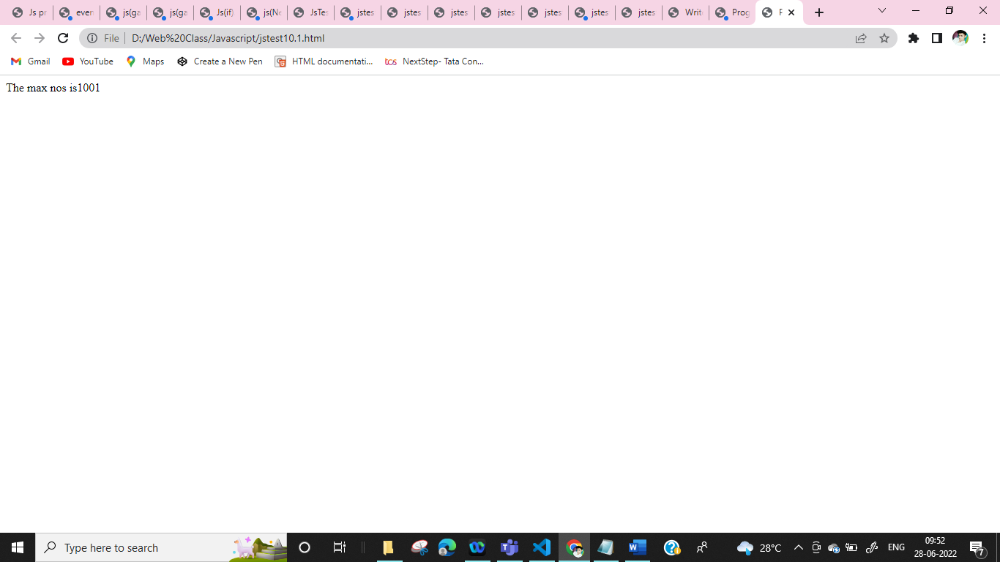 Js pr
even
js(ga
js(ga
Js(if)
js(Ne
JsTes
jstes
jstes
jstes
jstes
jstes
jstes
jstes
Writ
Prog
File
D:/Web%20Class/Javascript/jstest10.1.html
Gmail
YouTube
Maps
Create a New Pen
HTML documentati...
tcs
NextStep- Tata Con...
The max nos is1001
Type here to search
28°C
ENG
09:52
28-06-2022
7